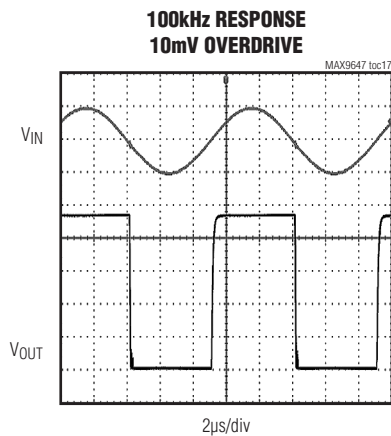 100kHz RESPONSE
10mV OVERDRIVE
MAX9647 toc17
VIN
VOUT
2µs/div